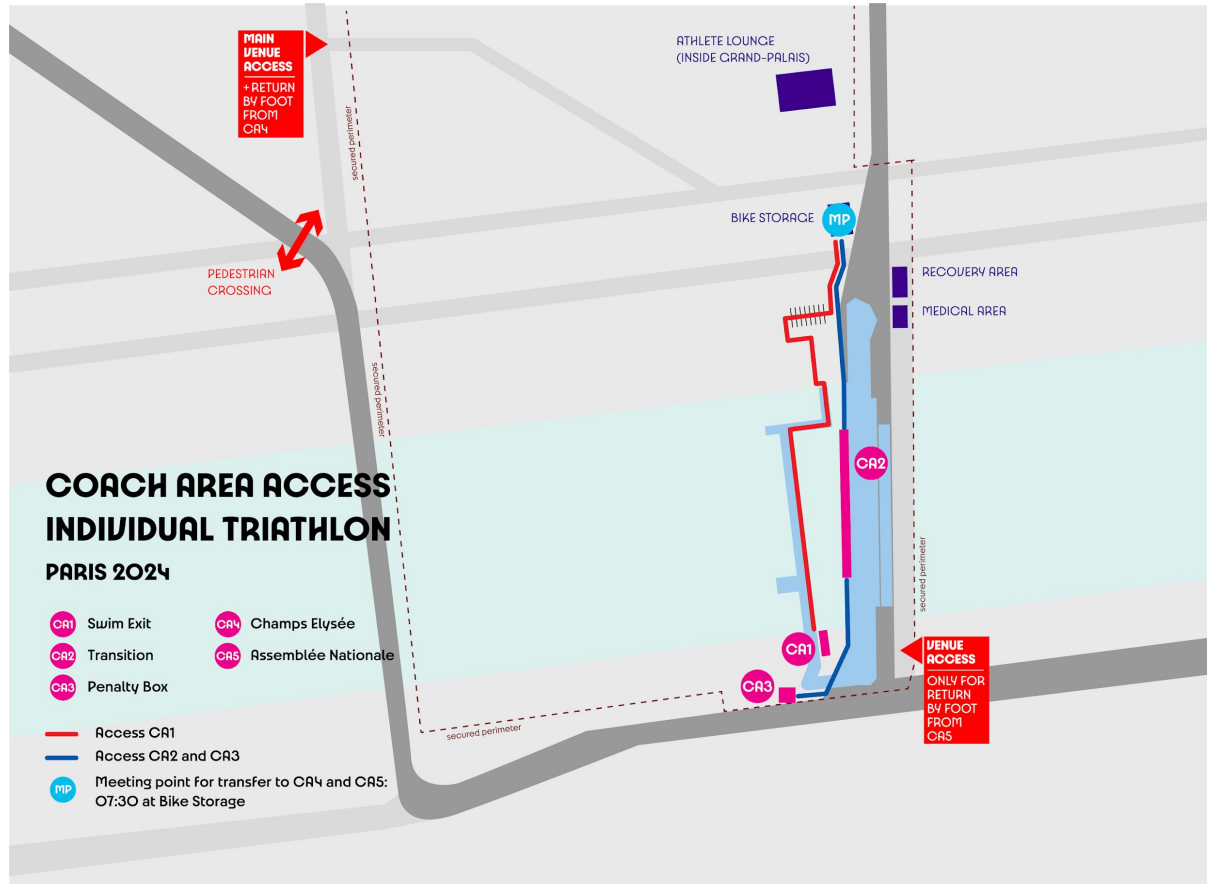 MAIN
VENUE
ACCESS
+ RETURN
BY FOOT
FROM
CA4
secured perimeter
ATHLETE LOUNGE
(INSIDE GRAND-PALAIS)
BIKE STORAGE
MP
PEDESTRIAN
CROSSING
RECOVERY AREA
MEDICAL AREA
secured perimeter
CA2
COACH AREA ACCESS
INDIVIDUAL TRIATHLON
PARIS 2024
secured perimeter
CA1 Swim Exit
CA2 Transition
CA3 Penalty Box
CA4 Champs Elysée
CA5 Assemblée Nationale
CA1
CA3
VENUE
ACCESS
ONLY FOR
RETURN
BY FOOT
FROM
CA5
secured perimeter
Access CA1
Access CA2 and CA3
MP Meeting point for transfer to CA4 and CA5:
07:30 at Bike Storage